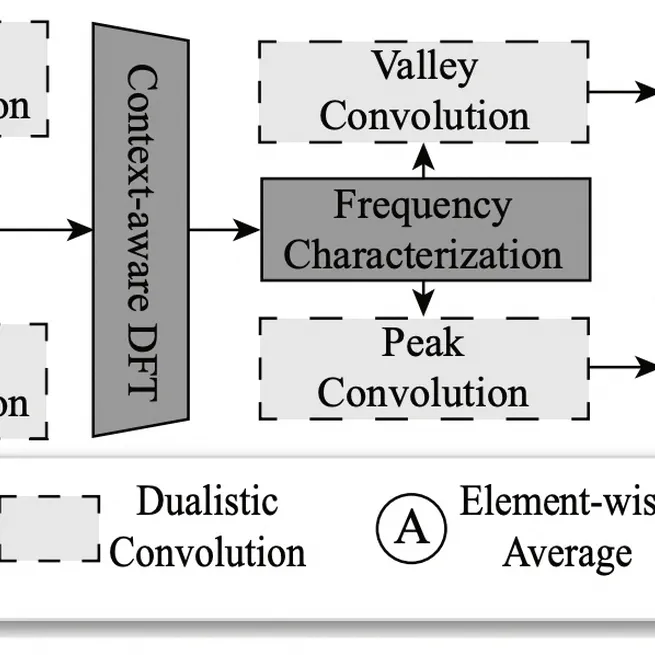 on
Context-aware DFT
Valley
Convolution
Frequency
Characterization
on
Peak
Convolution
Dualistic
Convolution
A
Element-wis
Average